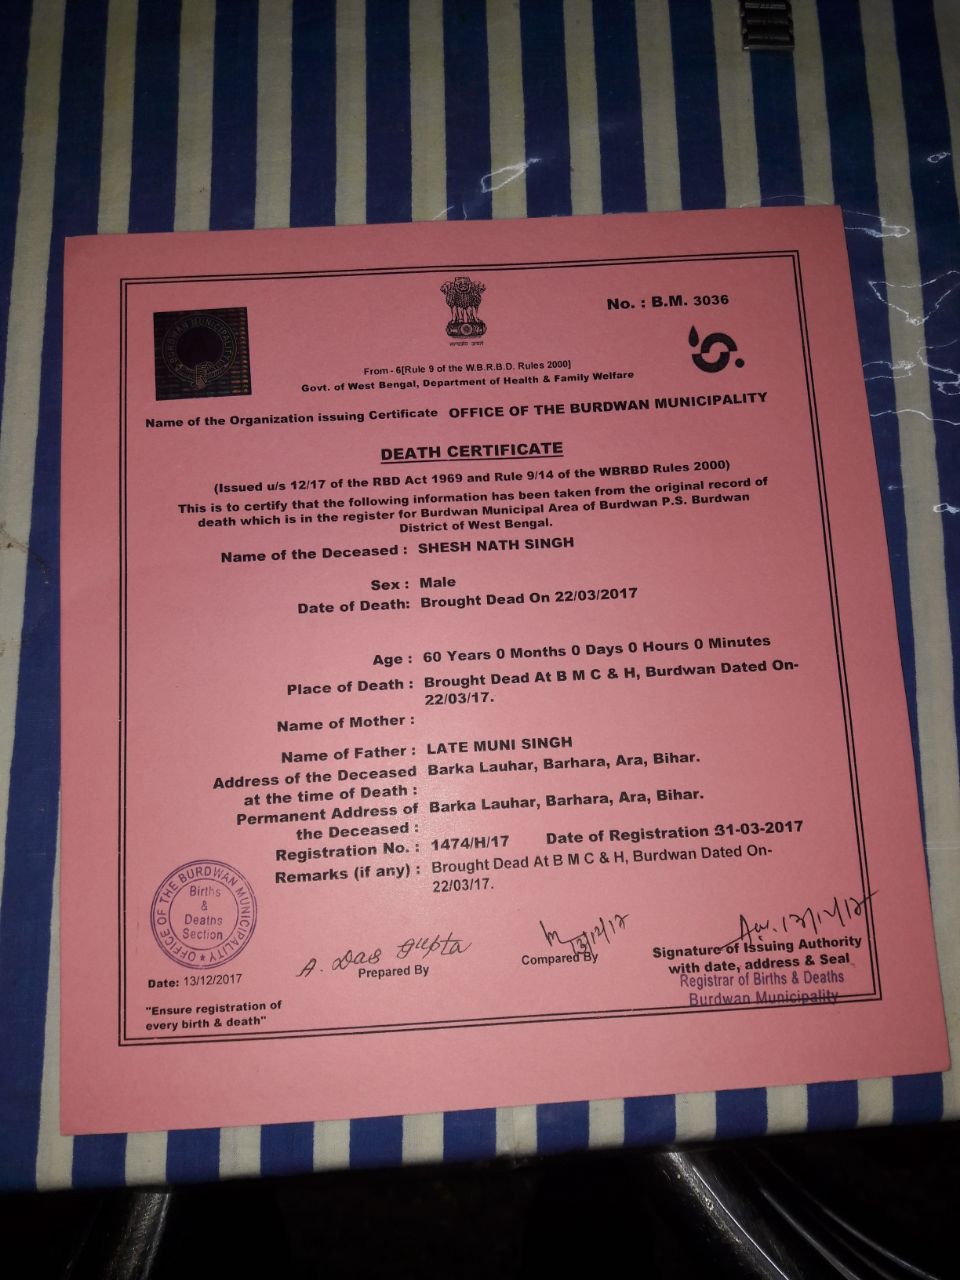 BURDWAN MUNICIPALITY
No. : B.M. 3036
सत्यमेव जयते
From - 6[Rule 9 of the W.B.R.B.D. Rules 2000]
Govt. of West Bengal, Department of Health & Family Welfare
Name of the Organization issuing Certificate OFFICE OF THE BURDWAN MUNICIPALITY
DEATH CERTIFICATE
(Issued u/s 12/17 of the RBD Act 1969 and Rule 9/14 of the WBRBD Rules 2000)
This is to certify that the following information has been taken from the original record of
death which is in the register for Burdwan Municipal Area of Burdwan P.S. Burdwan
District of West Bengal.
Name of the Deceased : SHESH NATH SINGH
Sex : Male
Date of Death: Brought Dead On 22/03/2017
Age : 60 Years 0 Months 0 Days 0 Hours 0 Minutes
Place of Death : Brought Dead At B M C & H, Burdwan Dated On-
22/03/17.
Name of Mother :
Name of Father : LATE MUNI SINGH
Address of the Deceased Barka Lauhar, Barhara, Ara, Bihar.
at the time of Death :
Permanent Address of Barka Lauhar, Barhara, Ara, Bihar.
the Deceased :
Registration No. : 1474/H/17 Date of Registration : 31-03-2017
Remarks (if any) : Brought Dead At B M C & H, Burdwan Dated On-
22/03/17.
OFFICE OF THE BURDWAN MUNICIPALITY
Births
&
Deaths
Section
A. Das Gupta
13/12/17
13/12/17
Prepared By
Compared By
Signature of Issuing Authority
with date, address & Seal
Registrar of Births & Deaths
Burdwan Municipality
Date: 13/12/2017
"Ensure registration of
every birth & death"